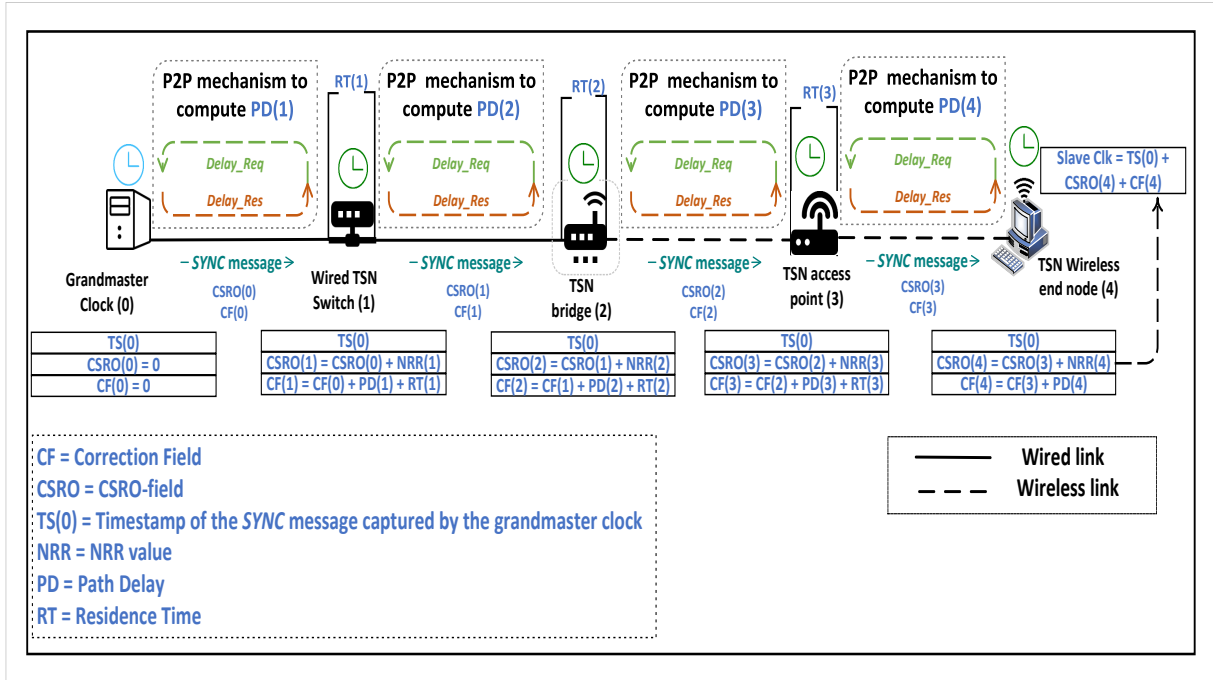 P2P mechanism to
compute PD(1)
RT(1)
P2P mechanism to
compute PD(2)
RT(2)
P2P mechanism to
compute PD(3)
RT(3)
P2P mechanism to
compute PD(4)
Delay_Req
Delay_Res
Delay_Req
Delay_Res
Delay_Req
Delay_Res
Delay_Req
Delay_Res
Slave Clk = TS(0) +
CSRO(4) + CF(4)
Grandmaster
Clock (0)
SYNC message
CSRO(0)
CF(0)
Wired TSN
Switch (1)
SYNC message
CSRO(1)
CF(1)
TSN
bridge (2)
SYNC message
CSRO(2)
CF(2)
TSN access
point (3)
SYNC message
CSRO(3)
CF(3)
TSN Wireless
end node (4)
TS(0)
CSRO(0) = 0
CF(0) = 0
TS(0)
CSRO(1) = CSRO(0) + NRR(1)
CF(1) = CF(0) + PD(1) + RT(1)
TS(0)
CSRO(2) = CSRO(1) + NRR(2)
CF(2) = CF(1) + PD(2) + RT(2)
TS(0)
CSRO(3) = CSRO(2) + NRR(3)
CF(3) = CF(2) + PD(3) + RT(3)
TS(0)
CSRO(4) = CSRO(3) + NRR(4)
CF(4) = CF(3) + PD(4)
CF = Correction Field
CSRO = CSRO-field
TS(0) = Timestamp of the SYNC message captured by the grandmaster clock
NRR = NRR value
PD = Path Delay
RT = Residence Time
Wired link
Wireless link